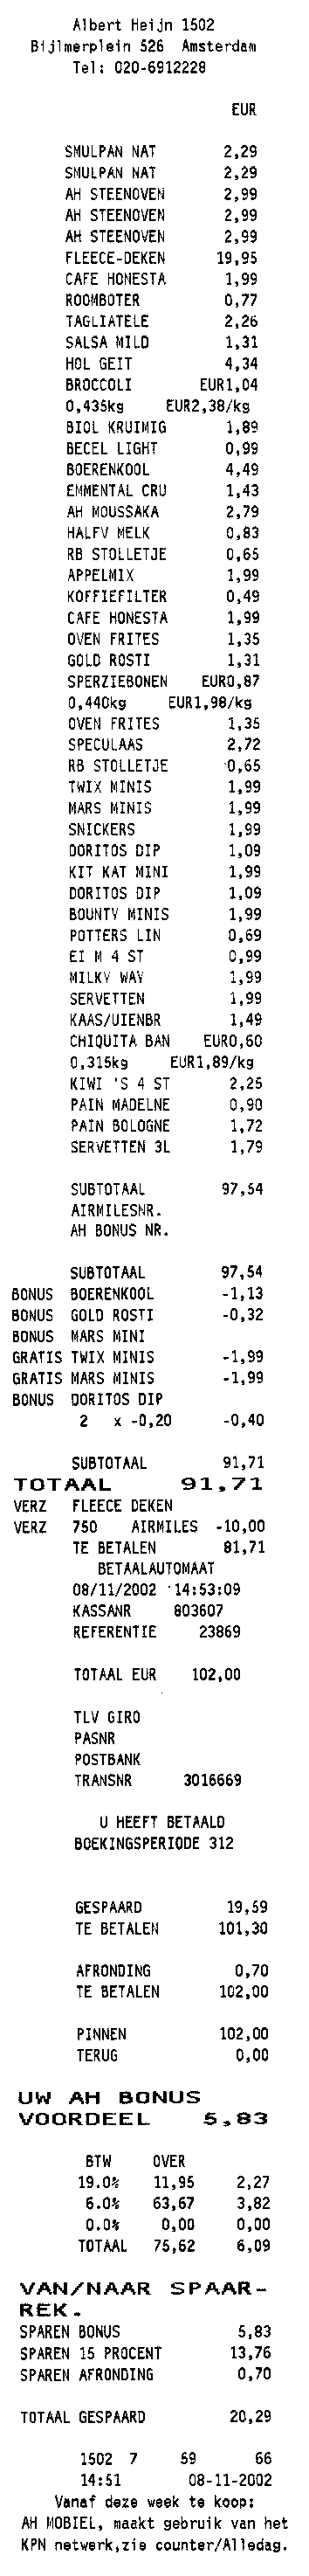 Albert Heijn 1502
Bijlmerplein 526 Amsterdam
Tel: 020-6912228
EUR
SMULPAN NAT 2,29
SMULPAN NAT 2,29
AH STEENOVEN 2,99
AH STEENOVEN 2,99
AH STEENOVEN 2,99
FLEECE-DEKEN 19,95
CAFE HONESTA 1,99
ROOMBOTER 0,77
TAGLIATELE 2,26
SALSA MILD 1,31
HOL GEIT 4,34
BROCCOLI EUR1,04
0,435kg EUR2,38/kg
BIOL KRUIMIG 1,89
BECEL LIGHT 0,99
BOERENKOOL 4,49
EMMENTAL CRU 1,43
AH MOUSSAKA 2,79
HALFV MELK 0,83
RB STOLLETJE 0,65
APPELMIX 1,99
KOFFIEFILTER 0,49
CAFE HONESTA 1,99
OVEN FRITES 1,35
GOLD ROSTI 1,31
SPERZIEBONEN EUR0,87
0,440kg EUR1,98/kg
OVEN FRITES 1,35
SPECULAAS 2,72
RB STOLLETJE 0,65
TWIX MINIS 1,99
MARS MINIS 1,99
SNICKERS 1,99
DORITOS DIP 1,09
KIT KAT MINI 1,99
DORITOS DIP 1,09
BOUNTY MINIS 1,99
POTTERS LIN 0,69
EI M 4 ST 0,99
MILKY WAY 1,99
SERVETTEN 1,99
KAAS/UIENBR 1,49
CHIQUITA BAN EUR0,60
0,315kg EUR1,89/kg
KIWI 'S 4 ST 2,25
PAIN MADELNE 0,90
PAIN BOLOGNE 1,72
SERVETTEN 3L 1,79
SUBTOTAAL 97,54
AIRMILESNR.
AH BONUS NR.
SUBTOTAAL 97,54
BONUS BOERENKOOL -1,13
BONUS GOLD ROSTI -0,32
BONUS MARS MINI
GRATIS TWIX MINIS -1,99
GRATIS MARS MINIS -1,99
BONUS DORITOS DIP
2 x -0,20 -0,40
SUBTOTAAL 91,71
TOTAAL 91,71
VERZ FLEECE DEKEN
VERZ 750 AIRMILES -10,00
TE BETALEN 81,71
BETAALAUTOMAAT
08/11/2002 14:53:09
KASSANR 803607
REFERENTIE 23869
TOTAAL EUR 102,00
TLV GIRO
PASNR
POSTBANK
TRANSNR 3016669
U HEEFT BETAALD
BOEKINGSPERIODE 312
GESPAARD 19,59
TE BETALEN 101,30
AFRONDING 0,70
TE BETALEN 102,00
PINNEN 102,00
TERUG 0,00
UW AH BONUS
VOORDEEL 5,83
BTW OVER
19.0% 11,95 2,27
6.0% 63,67 3,82
0.0% 0,00 0,00
TOTAAL 75,62 6,09
VAN/NAAR SPAAR-
REK.
SPAREN BONUS 5,83
SPAREN 15 PROCENT 13,76
SPAREN AFRONDING 0,70
TOTAAL GESPAARD 20,29
1502 7 59 66
14:51 08-11-2002
Vanaf deze week te koop:
AH MOBIEL, maakt gebruik van het
KPN netwerk,zie counter/Alledag.